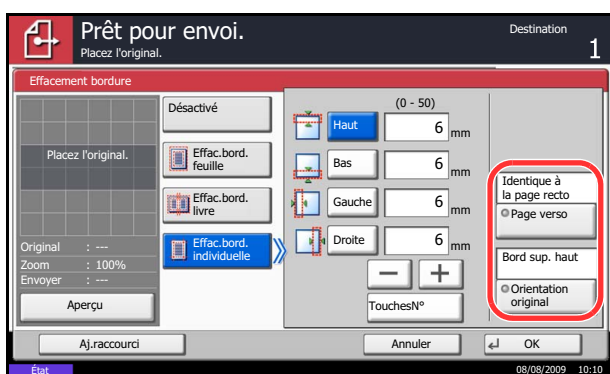 Prêt pour envoi.
Placez l'original.
Destination
1
Effacement bordure
Placez l'original.
Original : ---
Zoom : 100%
Envoyer : ---
Aperçu
Désactivé
Effac.bord.
feuille
Effac.bord.
livre
Effac.bord.
individuelle
(0 - 50)
Haut 6 mm
Bas 6 mm
Gauche 6 mm
Droite 6 mm
− +
TouchesN°
Identique à
la page recto
Page verso
Bord sup. haut
Orientation
original
Aj.raccourci
Annuler
OK
État
08/08/2009 10:10